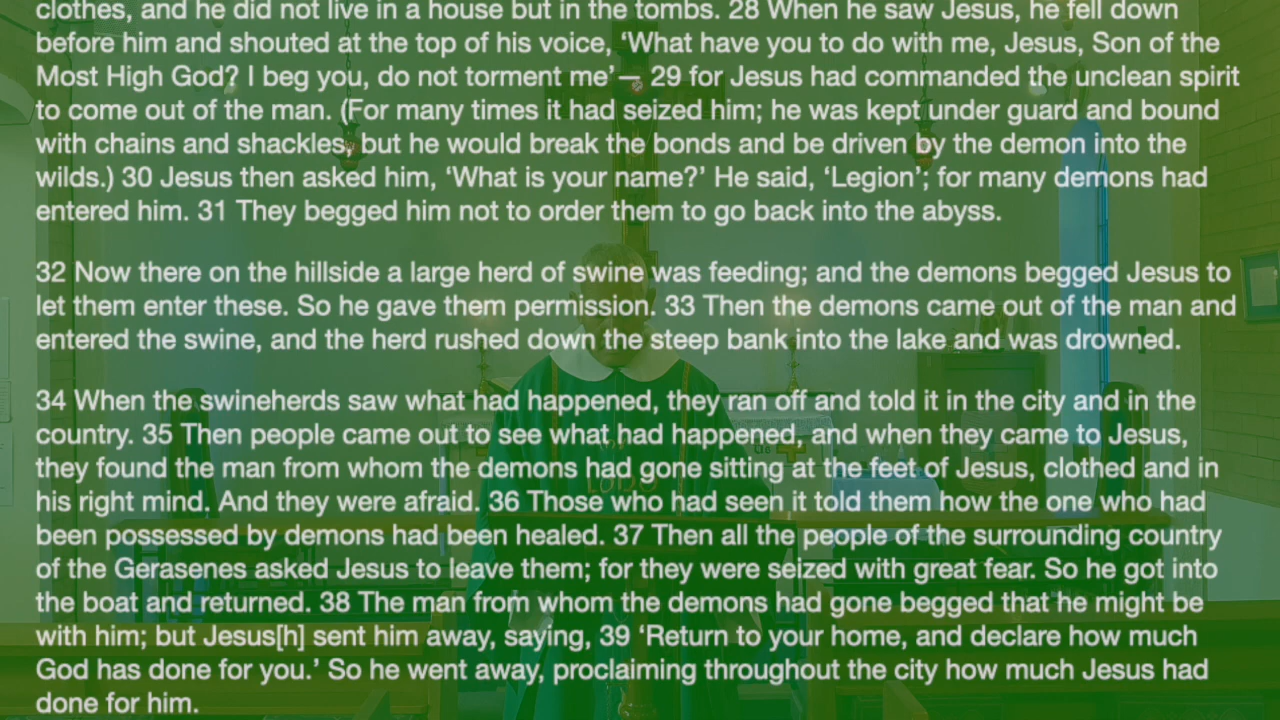 clothes, and he did not live in a house but in the tombs. 28 When he saw Jesus, he fell down
before him and shouted at the top of his voice, ‘What have you to do with me, Jesus, Son of the
Most High God? I beg you, do not torment me’— 29 for Jesus had commanded the unclean spirit
to come out of the man. (For many times it had seized him; he was kept under guard and bound
with chains and shackles, but he would break the bonds and be driven by the demon into the
wilds.) 30 Jesus then asked him, ‘What is your name?’ He said, ‘Legion’; for many demons had
entered him. 31 They begged him not to order them to go back into the abyss.
32 Now there on the hillside a large herd of swine was feeding; and the demons begged Jesus to
let them enter these. So he gave them permission. 33 Then the demons came out of the man and
entered the swine, and the herd rushed down the steep bank into the lake and was drowned.
34 When the swineherds saw what had happened, they ran off and told it in the city and in the
country. 35 Then people came out to see what had happened, and when they came to Jesus,
they found the man from whom the demons had gone sitting at the feet of Jesus, clothed and in
his right mind. And they were afraid. 36 Those who had seen it told them how the one who had
been possessed by demons had been healed. 37 Then all the people of the surrounding country
of the Gerasenes asked Jesus to leave them; for they were seized with great fear. So he got into
the boat and returned. 38 The man from whom the demons had gone begged that he might be
with him; but Jesus[h] sent him away, saying, 39 ‘Return to your home, and declare how much
God has done for you.’ So he went away, proclaiming throughout the city how much Jesus had
done for him.